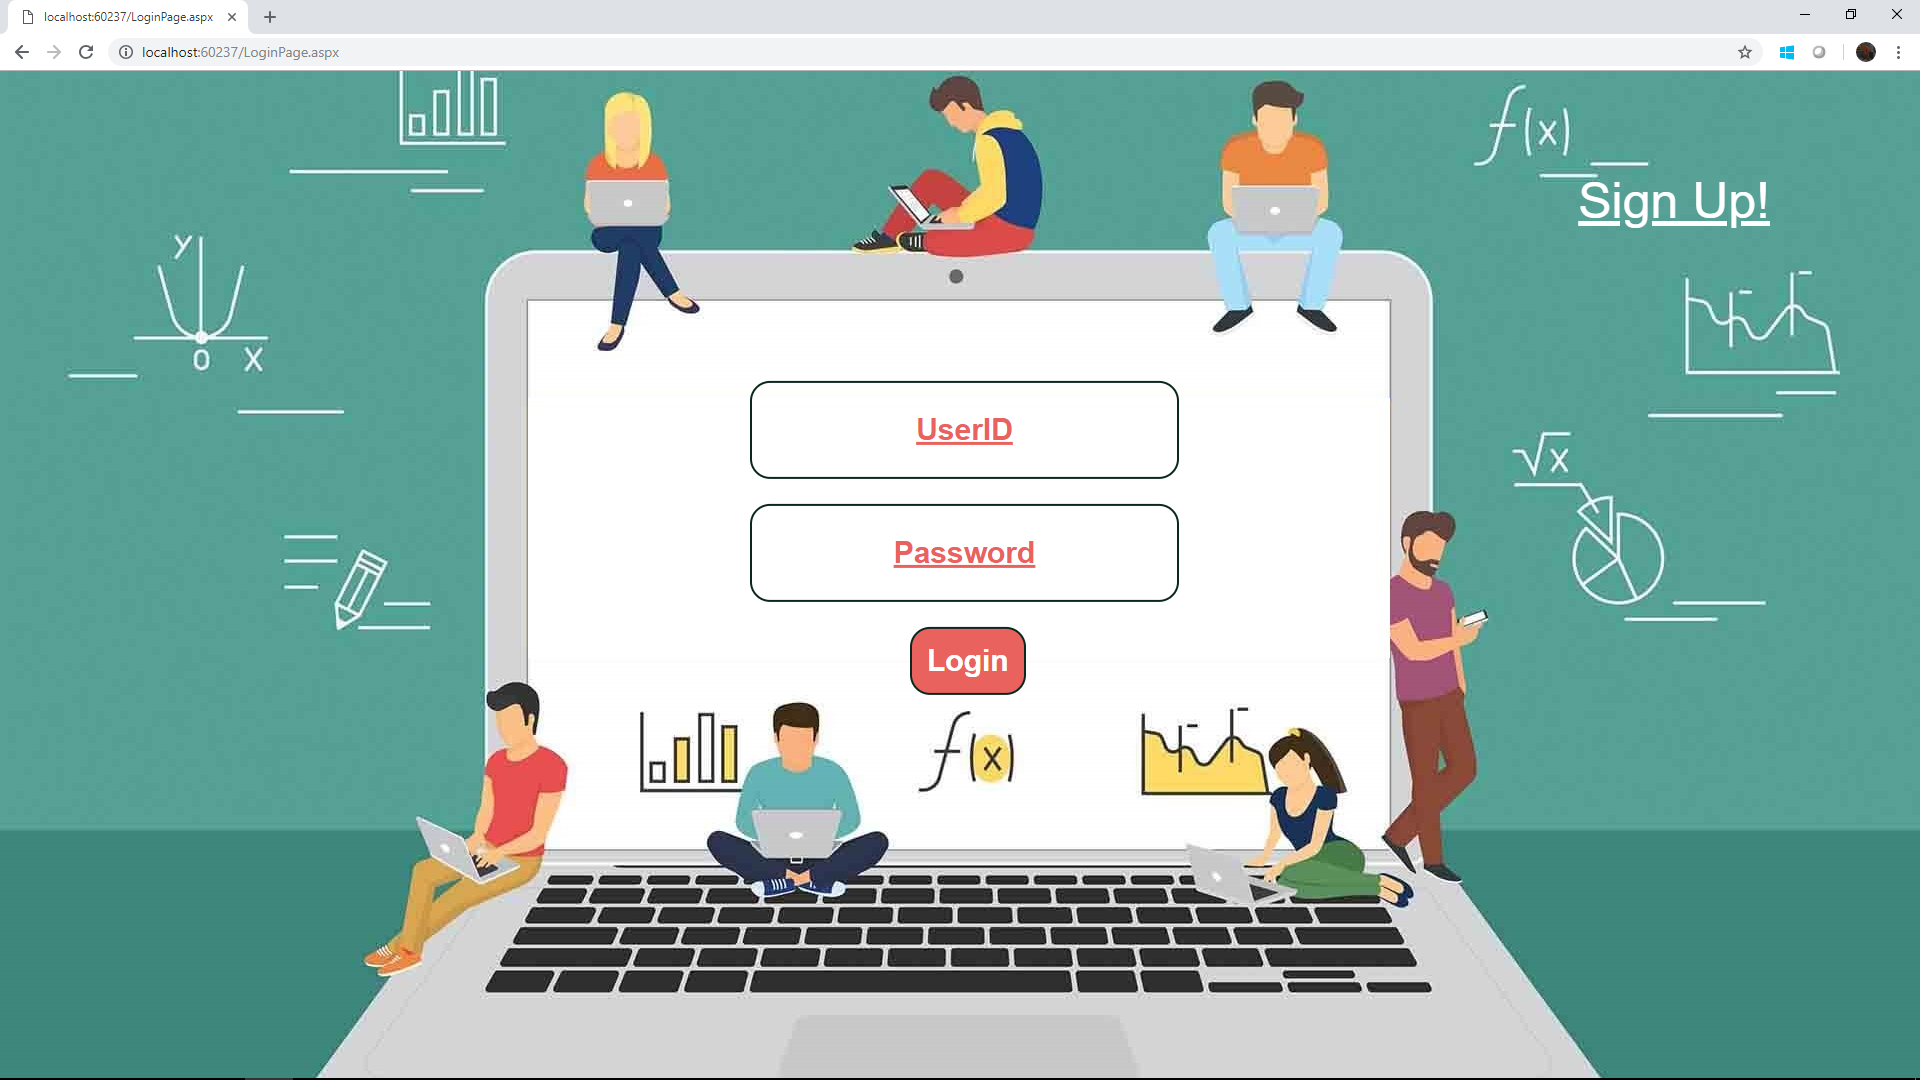 localhost:60237/LoginPage.aspx
localhost:60237/LoginPage.aspx
f(x)
Sign Up!
y
0 X
UserID
√x
Password
Login
f(x)